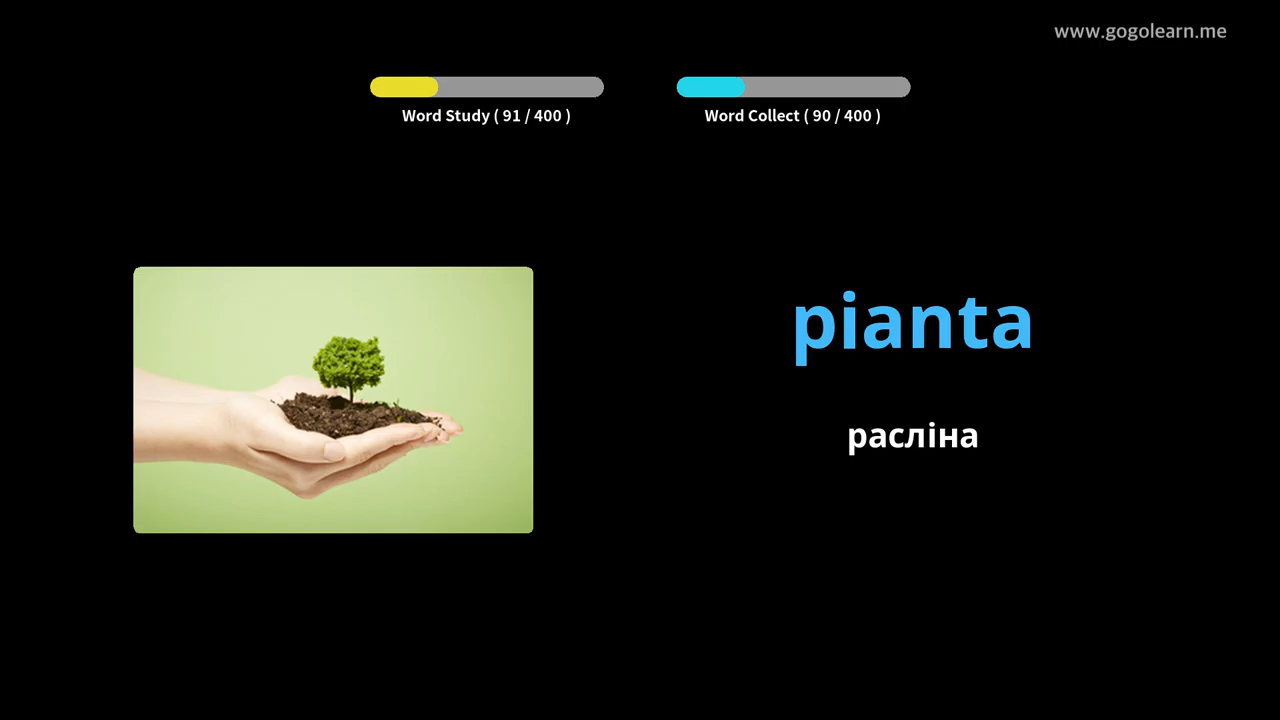 www.gogolearn.me
Word Study ( 91 / 400 )
Word Collect ( 90 / 400 )
pianta
расліна